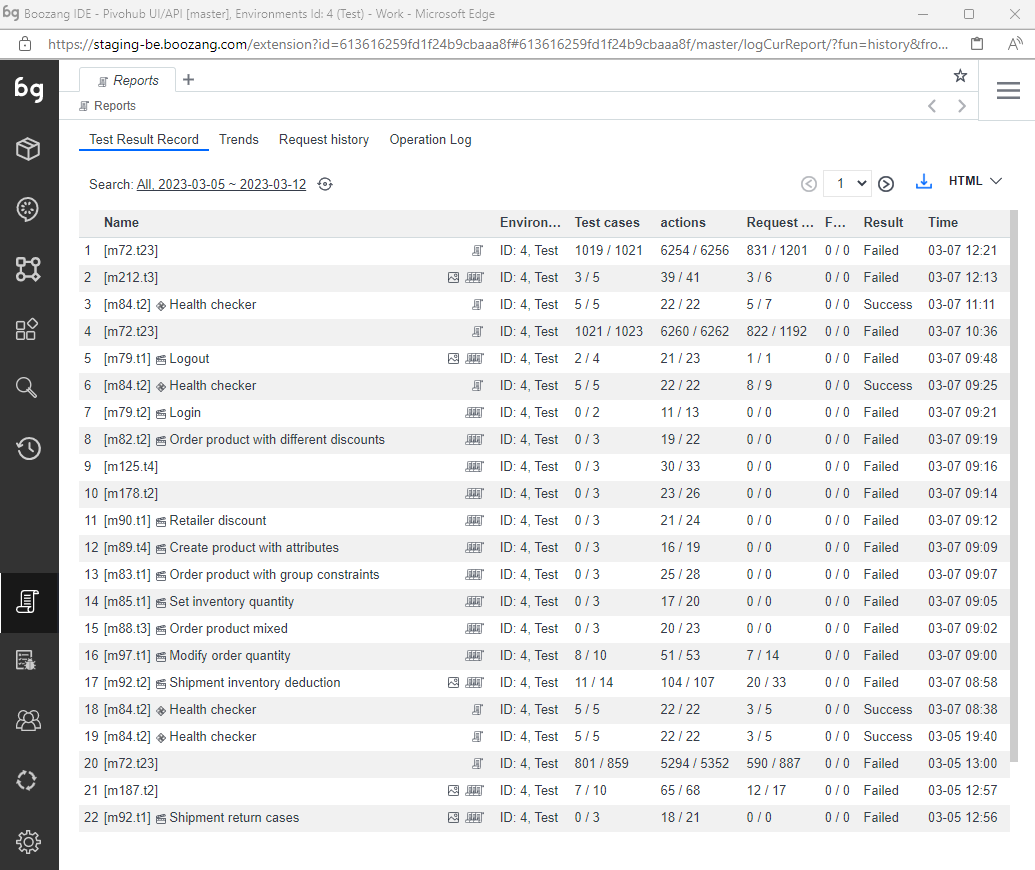 bg Boozang IDE - Pivohub UI/API [master], Environments Id: 4 (Test) - Work - Microsoft Edge
https://staging-be.boozang.com/extension?id=613616259fd1f24b9cbaaa8f#613616259fd1f24b9cbaaa8f/master/logCurReport/?fun=history&fro...
bg Reports +
Reports
Test Result Record Trends Request history Operation Log
Search: All, 2023-03-05 ~ 2023-03-12 1 HTML
Name Environ... Test cases actions Request ... F... Result Time
1 [m72.t23] ID: 4, Test 1019 / 1021 6254 / 6256 831 / 1201 0 / 0 Failed 03-07 12:21
2 [m212.t3] ID: 4, Test 3 / 5 39 / 41 3 / 6 0 / 0 Failed 03-07 12:13
3 [m84.t2] Health checker ID: 4, Test 5 / 5 22 / 22 5 / 7 0 / 0 Success 03-07 11:11
4 [m72.t23] ID: 4, Test 1021 / 1023 6260 / 6262 822 / 1192 0 / 0 Failed 03-07 10:36
5 [m79.t1] Logout ID: 4, Test 2 / 4 21 / 23 1 / 1 0 / 0 Failed 03-07 09:48
6 [m84.t2] Health checker ID: 4, Test 5 / 5 22 / 22 8 / 9 0 / 0 Success 03-07 09:25
7 [m79.t2] Login ID: 4, Test 0 / 2 11 / 13 0 / 0 0 / 0 Failed 03-07 09:21
8 [m82.t2] Order product with different discounts ID: 4, Test 0 / 3 19 / 22 0 / 0 0 / 0 Failed 03-07 09:19
9 [m125.t4] ID: 4, Test 0 / 3 30 / 33 0 / 0 0 / 0 Failed 03-07 09:16
10 [m178.t2] ID: 4, Test 0 / 3 23 / 26 0 / 0 0 / 0 Failed 03-07 09:14
11 [m90.t1] Retailer discount ID: 4, Test 0 / 3 21 / 24 0 / 0 0 / 0 Failed 03-07 09:12
12 [m89.t4] Create product with attributes ID: 4, Test 0 / 3 16 / 19 0 / 0 0 / 0 Failed 03-07 09:09
13 [m83.t1] Order product with group constraints ID: 4, Test 0 / 3 25 / 28 0 / 0 0 / 0 Failed 03-07 09:07
14 [m85.t1] Set inventory quantity ID: 4, Test 0 / 3 17 / 20 0 / 0 0 / 0 Failed 03-07 09:05
15 [m88.t3] Order product mixed ID: 4, Test 0 / 3 20 / 23 0 / 0 0 / 0 Failed 03-07 09:02
16 [m97.t1] Modify order quantity ID: 4, Test 8 / 10 51 / 53 7 / 14 0 / 0 Failed 03-07 09:00
17 [m92.t2] Shipment inventory deduction ID: 4, Test 11 / 14 104 / 107 20 / 33 0 / 0 Failed 03-07 08:58
18 [m84.t2] Health checker ID: 4, Test 5 / 5 22 / 22 3 / 5 0 / 0 Success 03-07 08:38
19 [m84.t2] Health checker ID: 4, Test 5 / 5 22 / 22 3 / 5 0 / 0 Success 03-05 19:40
20 [m72.t23] ID: 4, Test 801 / 859 5294 / 5352 590 / 887 0 / 0 Failed 03-05 13:00
21 [m187.t2] ID: 4, Test 7 / 10 65 / 68 12 / 17 0 / 0 Failed 03-05 12:57
22 [m92.t1] Shipment return cases ID: 4, Test 0 / 3 18 / 21 0 / 0 0 / 0 Failed 03-05 12:56